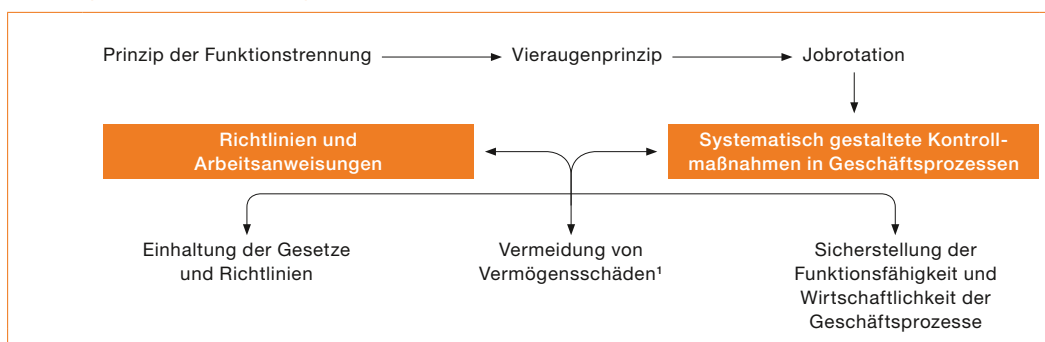 Prinzip der Funktionstrennung
Vieraugenprinzip
Jobrotation
Richtlinien und
Arbeitsanweisungen
Systematisch gestaltete Kontroll-
maßnahmen in Geschäftsprozessen
Einhaltung der Gesetze
und Richtlinien
Vermeidung von
Vermögensschäden¹
Sicherstellung der
Funktionsfähigkeit und
Wirtschaftlichkeit der
Geschäftsprozesse